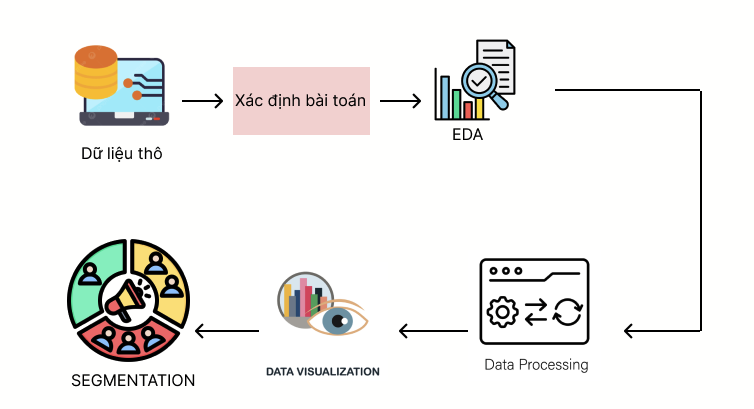 Dữ liệu thô
Xác định bài toán
EDA
Data Processing
DATA VISUALIZATION
SEGMENTATION